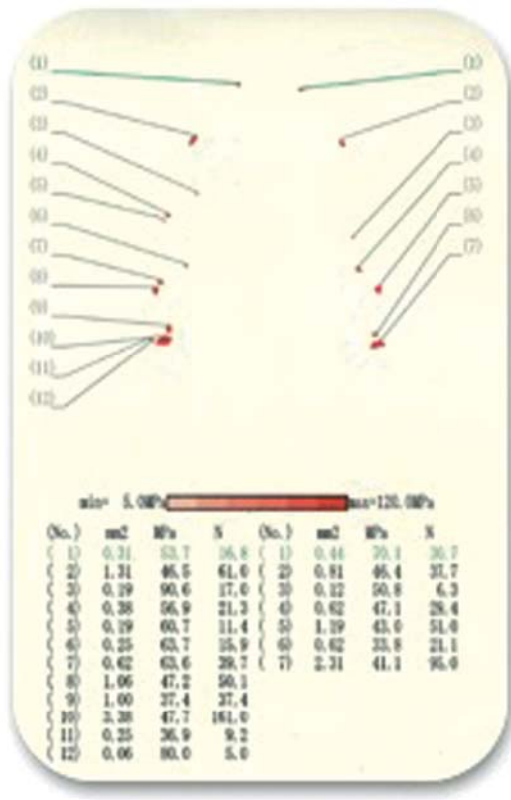 (1) (1)
(2) (2)
(3) (3)
(4) (4)
(5) (5)
(6) (6)
(7) (7)
(8)
(9)
(10)
(11)
(12)
min= 5.0MPa max=120.0MPa
(No.) mm2 MPa % (No.) mm2 MPa %
( 1) 0.31 53.7 16.8 ( 1) 0.44 70.1 30.7
( 2) 1.31 46.5 61.0 ( 2) 0.81 46.4 37.7
( 3) 0.19 90.6 17.0 ( 3) 0.12 50.8 6.3
( 4) 0.38 56.9 21.3 ( 4) 0.62 47.1 29.4
( 5) 0.19 60.7 11.4 ( 5) 1.19 43.0 51.0
( 6) 0.25 63.7 15.9 ( 6) 0.62 33.8 21.1
( 7) 0.62 63.6 39.7 ( 7) 2.31 41.1 95.0
( 8) 1.06 47.2 50.1
( 9) 1.00 37.4 37.4
(10) 3.38 47.7 161.0
(11) 0.25 36.9 9.2
(12) 0.06 80.0 5.0